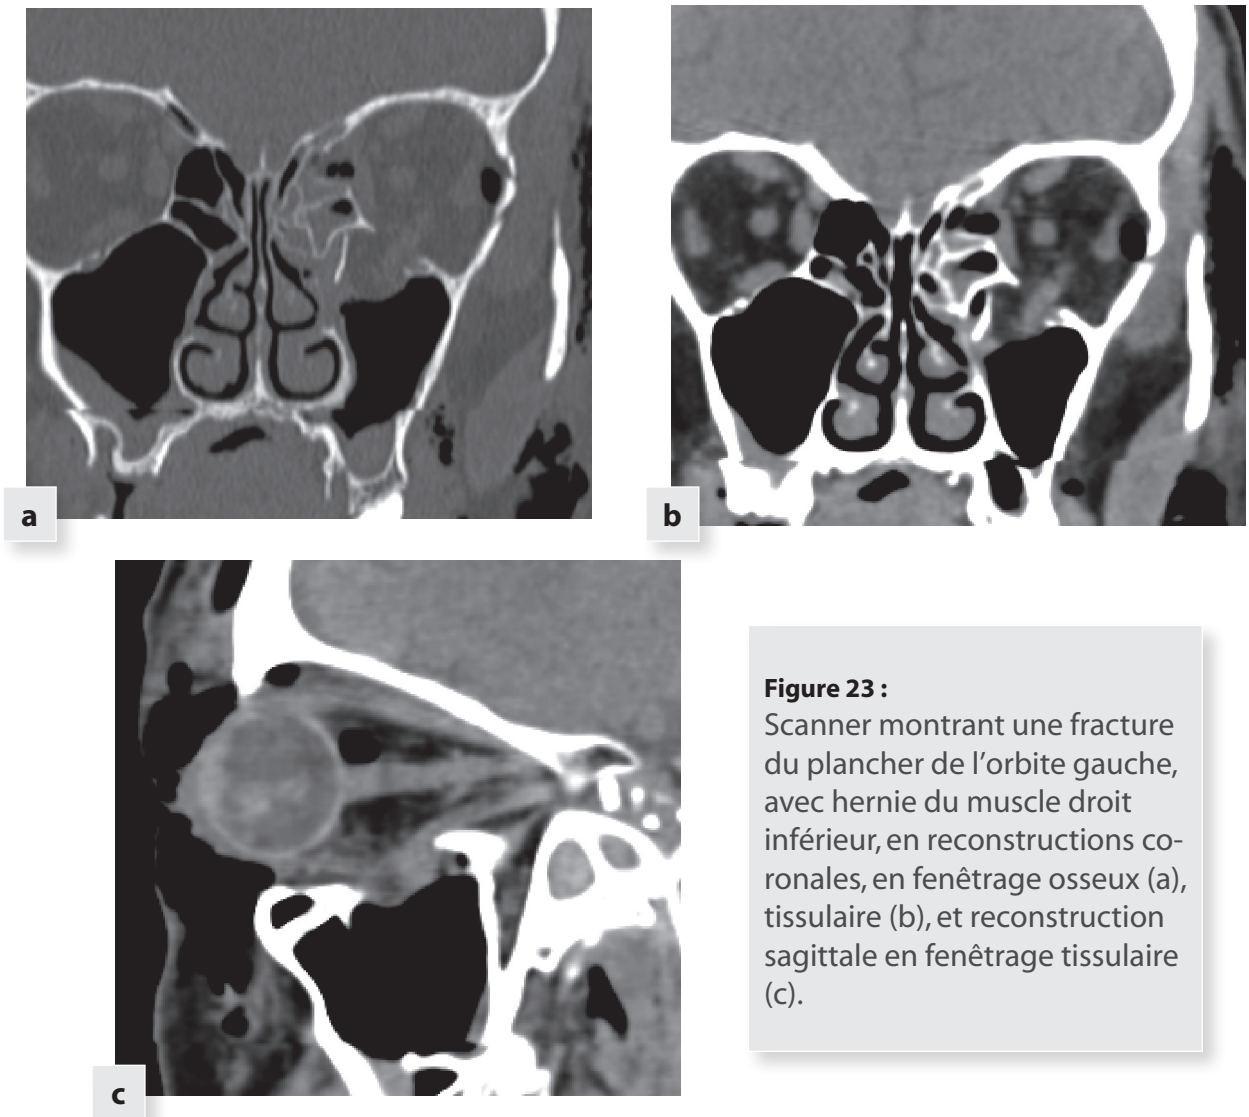 a
b
Figure 23 :
Scanner montrant une fracture
du plancher de l'orbite gauche,
avec hernie du muscle droit
inférieur, en reconstructions co-
ronales, en fenêtrage osseux (a),
tissulaire (b), et reconstruction
sagittale en fenêtrage tissulaire
(c).
c